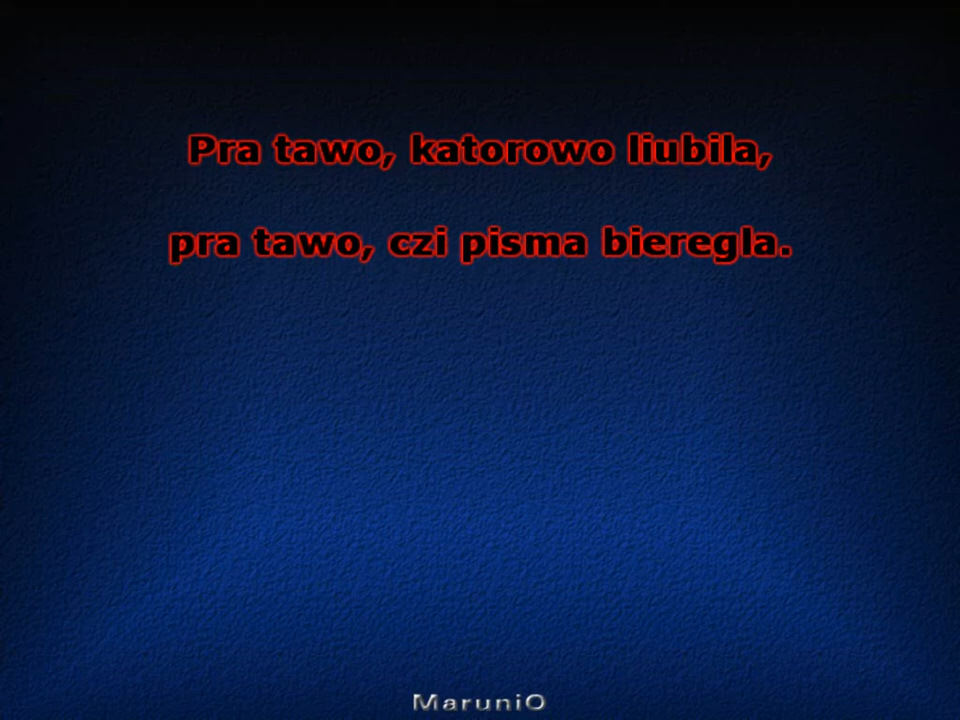 Pra tawo, katorowo liubila,
pra tawo, czi pisma bieregla.
MaruniO